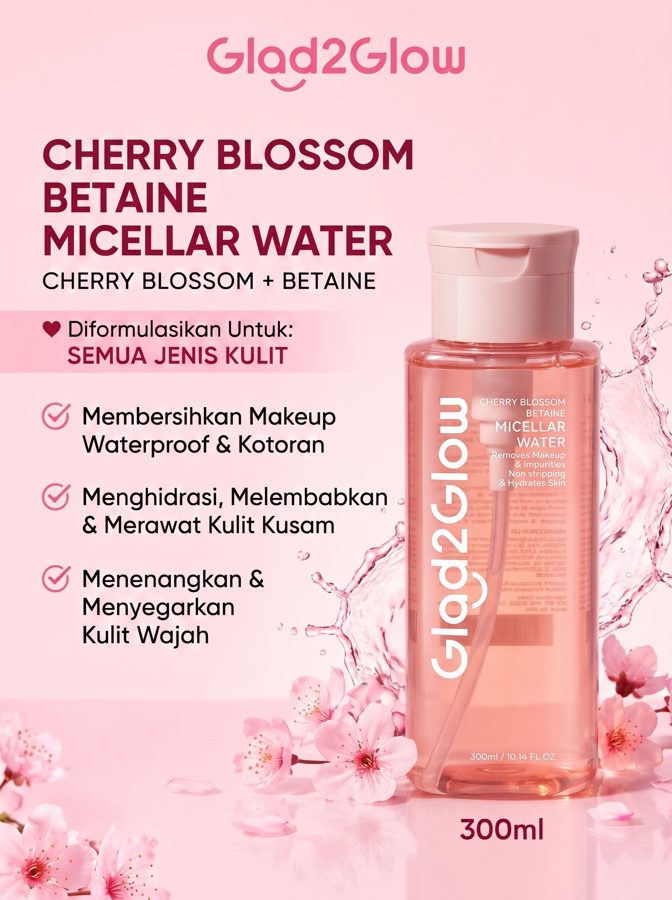 Glad2Glow
CHERRY BLOSSOM
BETAINE
MICELLAR WATER
CHERRY BLOSSOM + BETAINE
Diformulasikan Untuk:
SEMUA JENIS KULIT
Membersihkan Makeup
Waterproof & Kotoran
Menghidrasi, Melembabkan
& Merawat Kulit Kusam
Menenangkan &
Menyegarkan
Kulit Wajah
Glad2Glow
CHERRY BLOSSOM
BETAINE
MICELLAR
WATER
Removes Makeup
& Impurities
Non stripping
& Hydrates Skin
300ml / 10.14 FL OZ
300ml